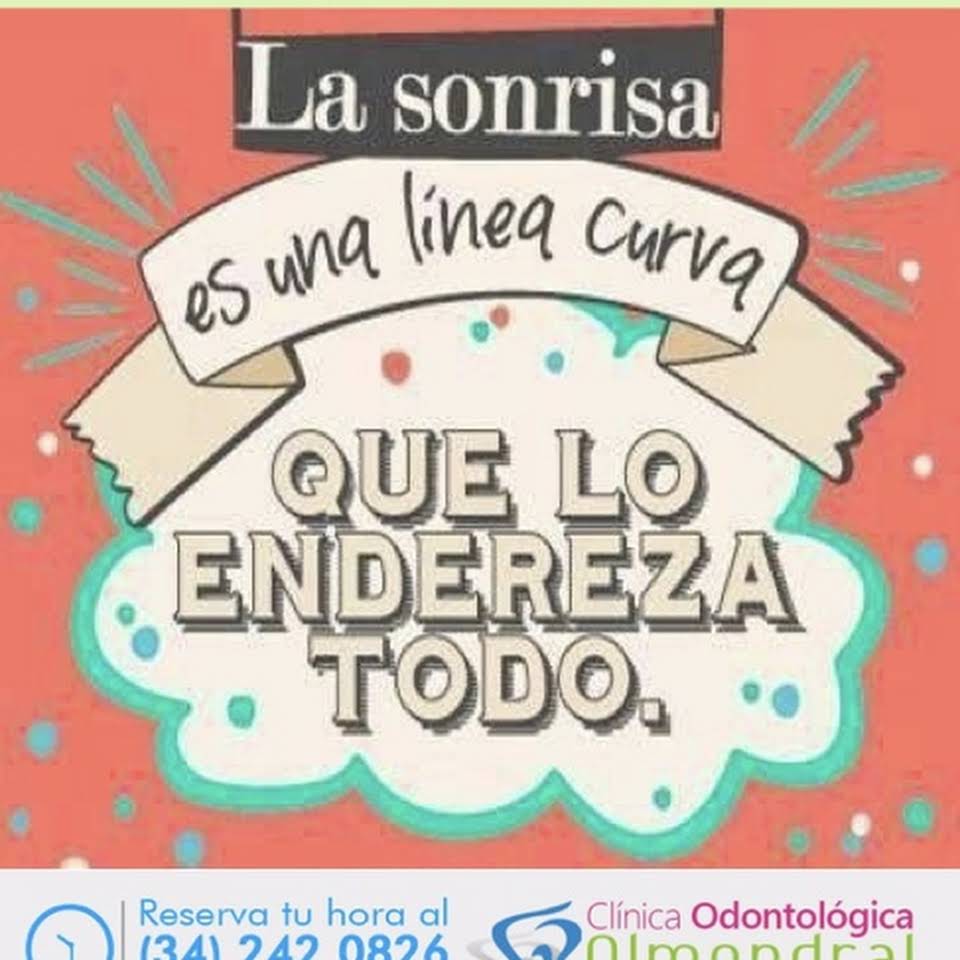 La sonrisa
es una línea curva
QUE LO
ENDEREZA
TODO.
Reserva tu hora al
(34) 242 0826
Clínica Odontológica
Olmendral